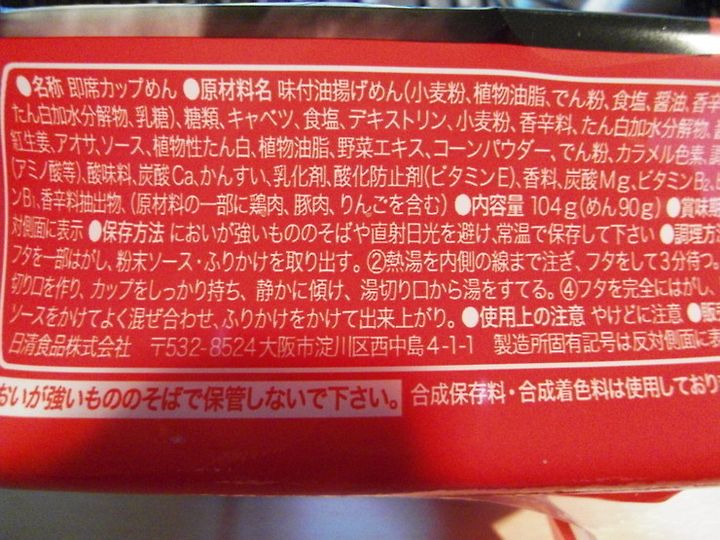 ●名称 即席カップめん ●原材料名 味付油揚げめん(小麦粉、植物油脂、でん粉、食塩、醤油、香辛
たん白加水分解物、乳糖)、糖類、キャベツ、食塩、デキストリン、小麦粉、香辛料、たん白加水分解物、
紅生姜、アオサ、ソース、植物性たん白、植物油脂、野菜エキス、コーンパウダー、でん粉、カラメル色素、調
(アミノ酸等)、酸味料、炭酸Ca、かんすい、乳化剤、酸化防止剤(ビタミンE)、香料、炭酸Mg、ビタミンB₂、
ンB₁、香辛料抽出物、(原材料の一部に鶏肉、豚肉、りんごを含む) ●内容量 104g(めん90g) ●賞味期
対側面に表示 ●保存方法 においが強いもののそばや直射日光を避け、常温で保存して下さい ●調理方法
フタを一部はがし、粉末ソース・ふりかけを取り出す。②熱湯を内側の線まで注ぎ、フタをして3分待つ。
切り口を作り、カップをしっかり持ち、静かに傾け、湯切り口から湯をすてる。④フタを完全にはがし、
ソースをかけてよく混ぜ合わせ、ふりかけをかけて出来上がり。●使用上の注意 やけどに注意 ●販
日清食品株式会社 〒532-8524大阪市淀川区西中島4-1-1 製造所固有記号は反対側面に表
おいが強いもののそばで保管しないで下さい。 合成保存料・合成着色料は使用しており